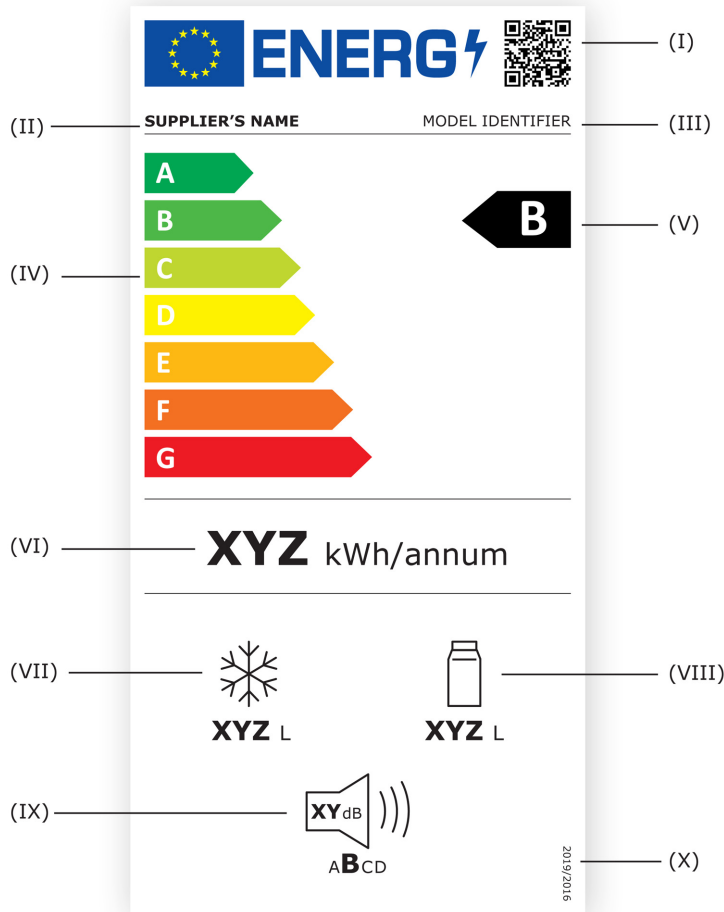 ENERG
(I)
(II)
SUPPLIER'S NAME
MODEL IDENTIFIER
(III)
A
B
B
(V)
(IV)
C
D
E
F
G
(VI)
XYZ kWh/annum
(VII)
(VIII)
XYZ L
XYZ L
(IX)
XY dB
ABCD
2019/2016
(X)